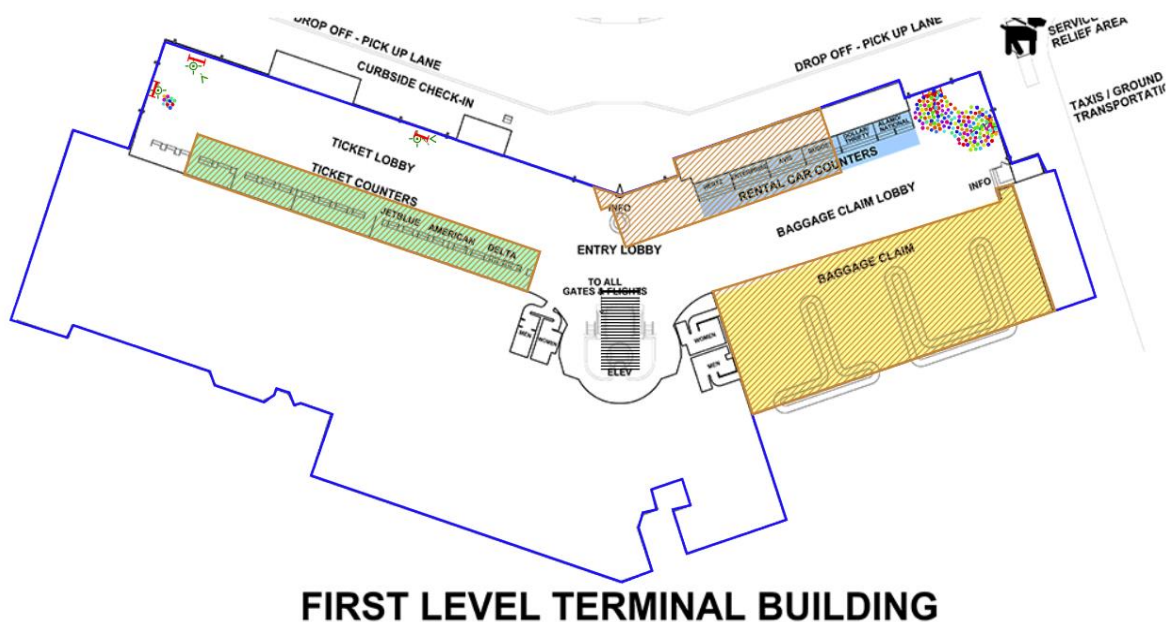 DROP OFF - PICK UP LANE
DROP OFF - PICK UP LANE
SERVICE
RELIEF AREA
CURBSIDE CHECK-IN
TAXIS / GROUND
TRANSPORTATIO
TICKET LOBBY
TICKET COUNTERS
JETBLUE AMERICAN DELTA
HERTZ
ENTERPRISE
AVIS
BUDGET
DOLLAR/
THRIFTY
ALAMO/
NATIONAL
RENTAL CAR COUNTERS
INFO
INFO
BAGGAGE CLAIM LOBBY
ENTRY LOBBY
BAGGAGE CLAIM
TO ALL
GATES & FLIGHTS
MEN
WOMEN
WOMEN
MEN
ELEV
FIRST LEVEL TERMINAL BUILDING